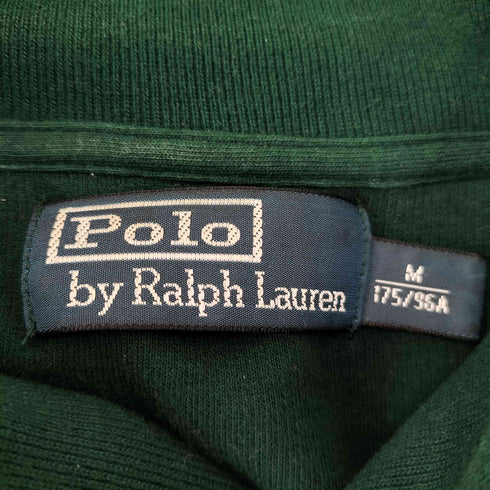 Polo
by Ralph Lauren
M
175/96A